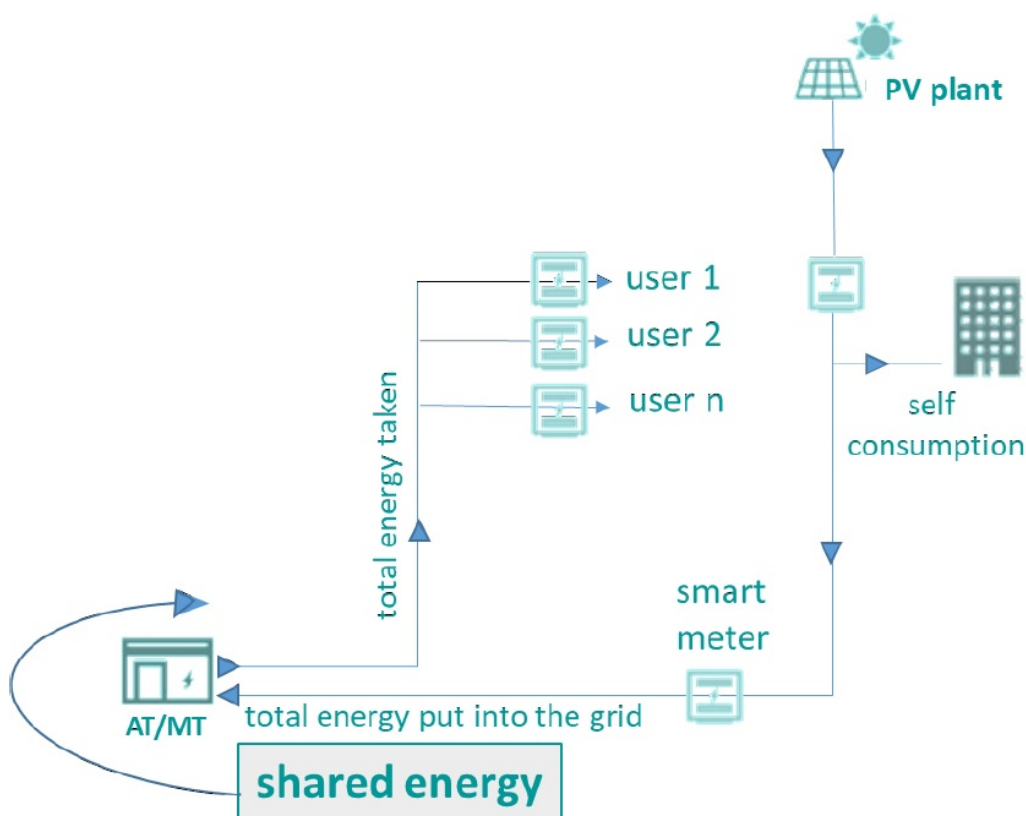 PV plant
user 1
user 2
user n
self
consumption
total energy taken
smart
meter
AT/MT
total energy put into the grid
shared energy